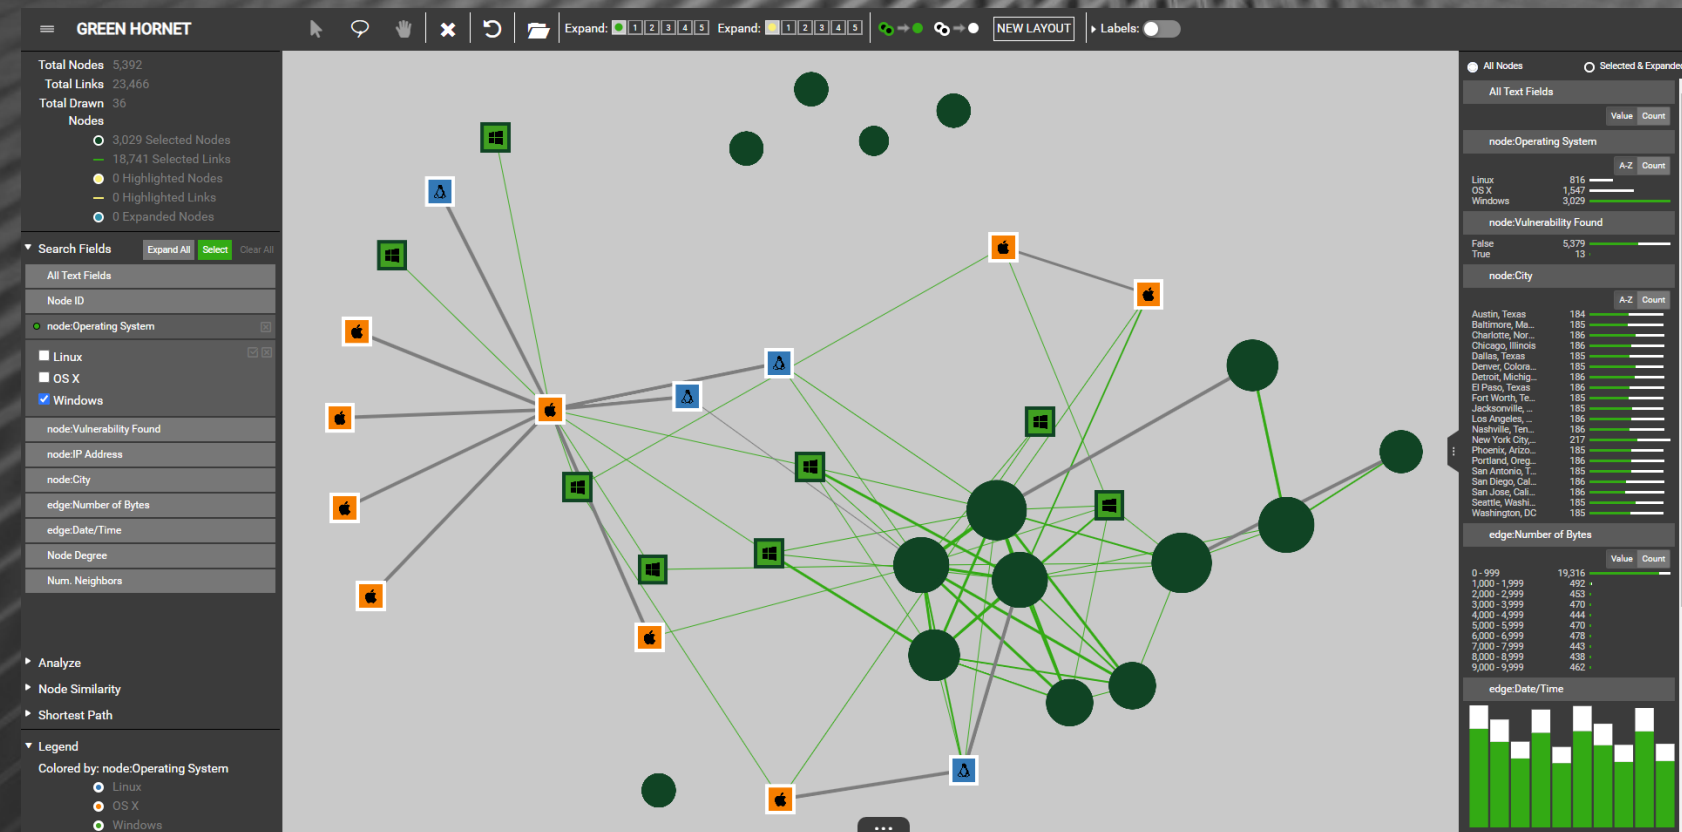 GREEN HORNET
Expand: 1 2 3 4 5
Expand: 1 2 3 4 5
NEW LAYOUT
Labels:
Total Nodes 5,392
Total Links 23,466
Total Drawn 36
Nodes
3,029 Selected Nodes
18,741 Selected Links
0 Highlighted Nodes
0 Highlighted Links
0 Expanded Nodes
Search Fields Expand All Select Clear All
All Text Fields
Node ID
node:Operating System
Linux
OS X
Windows
node:Vulnerability Found
node:IP Address
node:City
edge:Number of Bytes
edge:Date/Time
Node Degree
Num. Neighbors
Analyze
Node Similarity
Shortest Path
Legend
Colored by: node:Operating System
Linux
OS X
Windows
All Nodes Selected & Expanded
All Text Fields
Value Count
node:Operating System
A-Z Count
Linux 816
OS X 1,547
Windows 3,029
node:Vulnerability Found
False 5,379
True 13
node:City
A-Z Count
Austin, Texas 184
Baltimore, Ma... 185
Charlotte, Nor... 186
Chicago, Illinois 186
Dallas, Texas 185
Denver, Colora... 185
Detroit, Michig... 186
El Paso, Texas 186
Fort Worth, Te... 185
Jacksonville, ... 185
Los Angeles, ... 186
Nashville, Ten... 186
New York City,... 217
Phoenix, Arizo... 185
Portland, Oreg... 186
San Antonio, T... 185
San Diego, Cal... 186
San Jose, Cali... 186
Seattle, Washi... 185
Washington, DC 185
edge:Number of Bytes
Value Count
0 - 999 19,316
1,000 - 1,999 492
2,000 - 2,999 453
3,000 - 3,999 470
4,000 - 4,999 444
5,000 - 5,999 470
6,000 - 6,999 478
7,000 - 7,999 443
8,000 - 8,999 438
9,000 - 9,999 462
edge:Date/Time